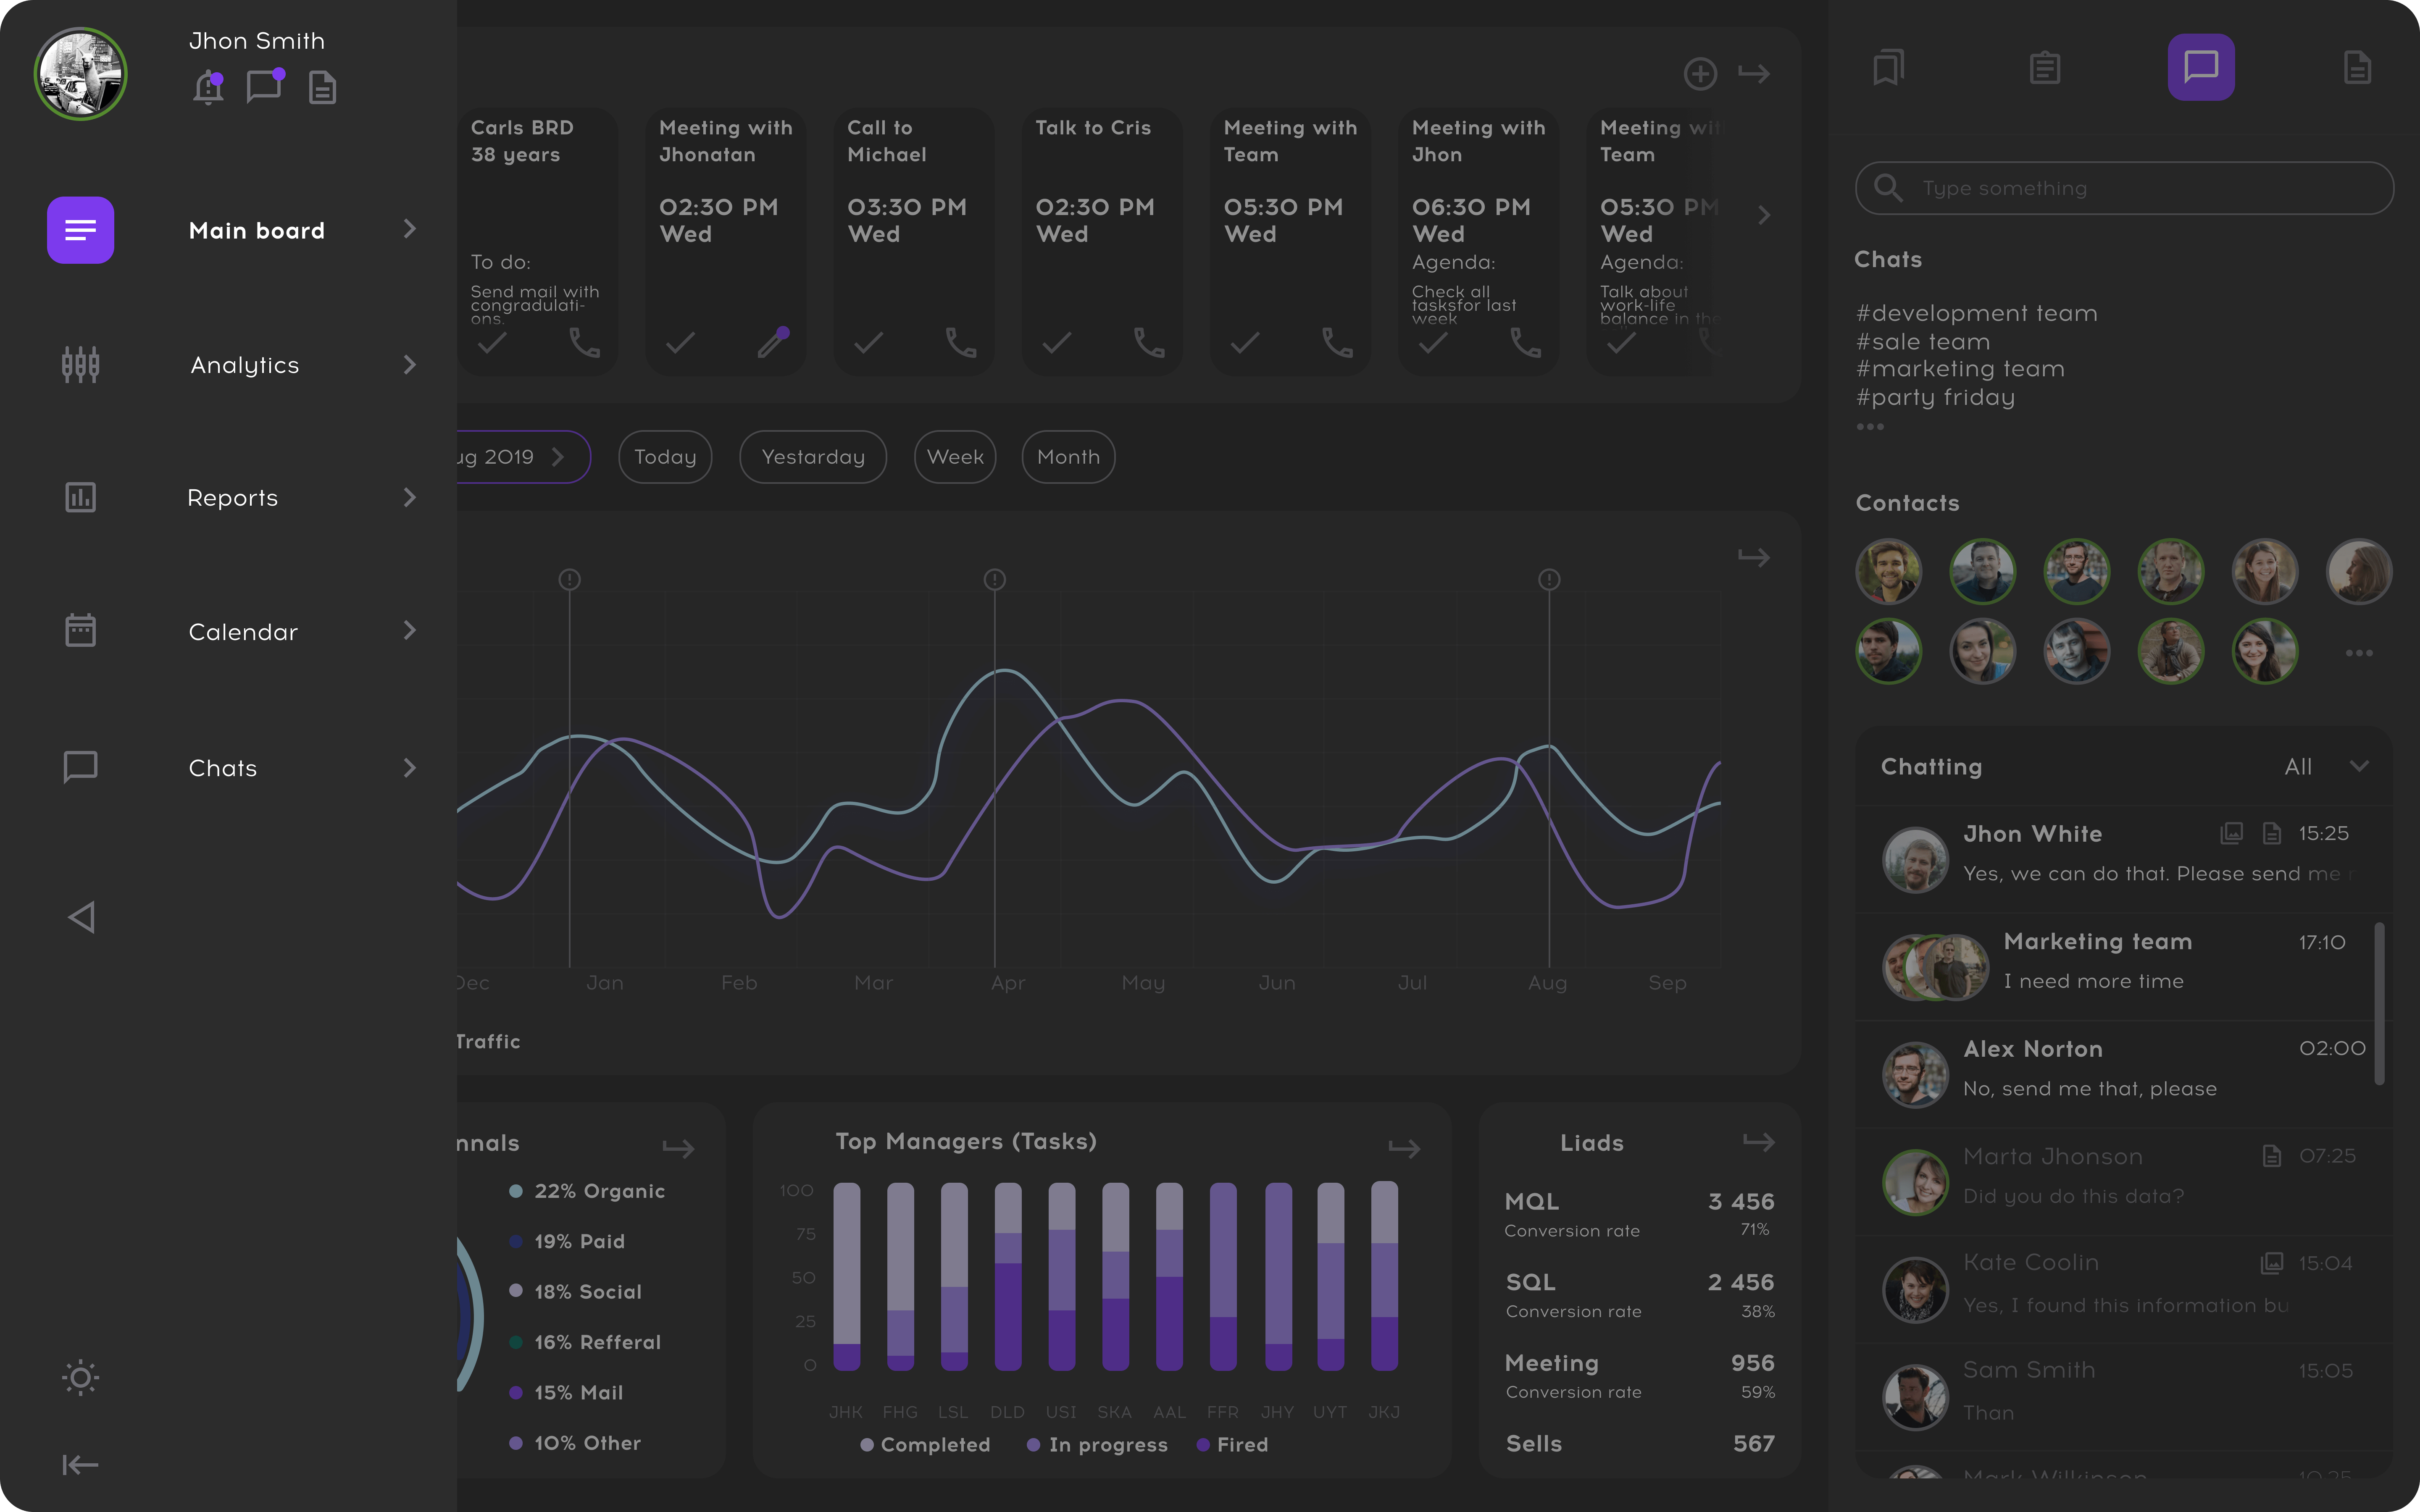 Jhon Smith
Main board
Analytics
Reports
Calendar
Chats
Carls BRD
38 years
To do:
Send mail with
congradulati-
ons.
Meeting with
Jhonatan
02:30 PM
Wed
Call to
Michael
03:30 PM
Wed
Talk to Cris
02:30 PM
Wed
Meeting with
Team
05:30 PM
Wed
Meeting with
Jhon
06:30 PM
Wed
Agenda:
Check all
tasksfor last
week
Meeting with
Team
05:30 PM
Wed
Agenda:
Talk about
work-life
balance in the
ug 2019
Today
Yestarday
Week
Month
Dec
Jan
Feb
Mar
Apr
May
Jun
Jul
Aug
Sep
Traffic
nnals
22% Organic
19% Paid
18% Social
16% Refferal
15% Mail
10% Other
Top Managers (Tasks)
100
75
50
25
0
JHK FHG LSL DLD USI SKA AAL FFR JHY UYT JKJ
Completed In progress Fired
Liads
MQL 3 456
Conversion rate 71%
SQL 2 456
Conversion rate 38%
Meeting 956
Conversion rate 59%
Sells 567
Type something
Chats
#development team
#sale team
#marketing team
#party friday
Contacts
Chatting All
Jhon White 15:25
Yes, we can do that. Please send me
Marketing team 17:10
I need more time
Alex Norton 02:00
No, send me that, please
Marta Jhonson 07:25
Did you do this data?
Kate Coolin 15:04
Yes, I found this information bu
Sam Smith 15:05
Than
Mark Wilkinson 10:25